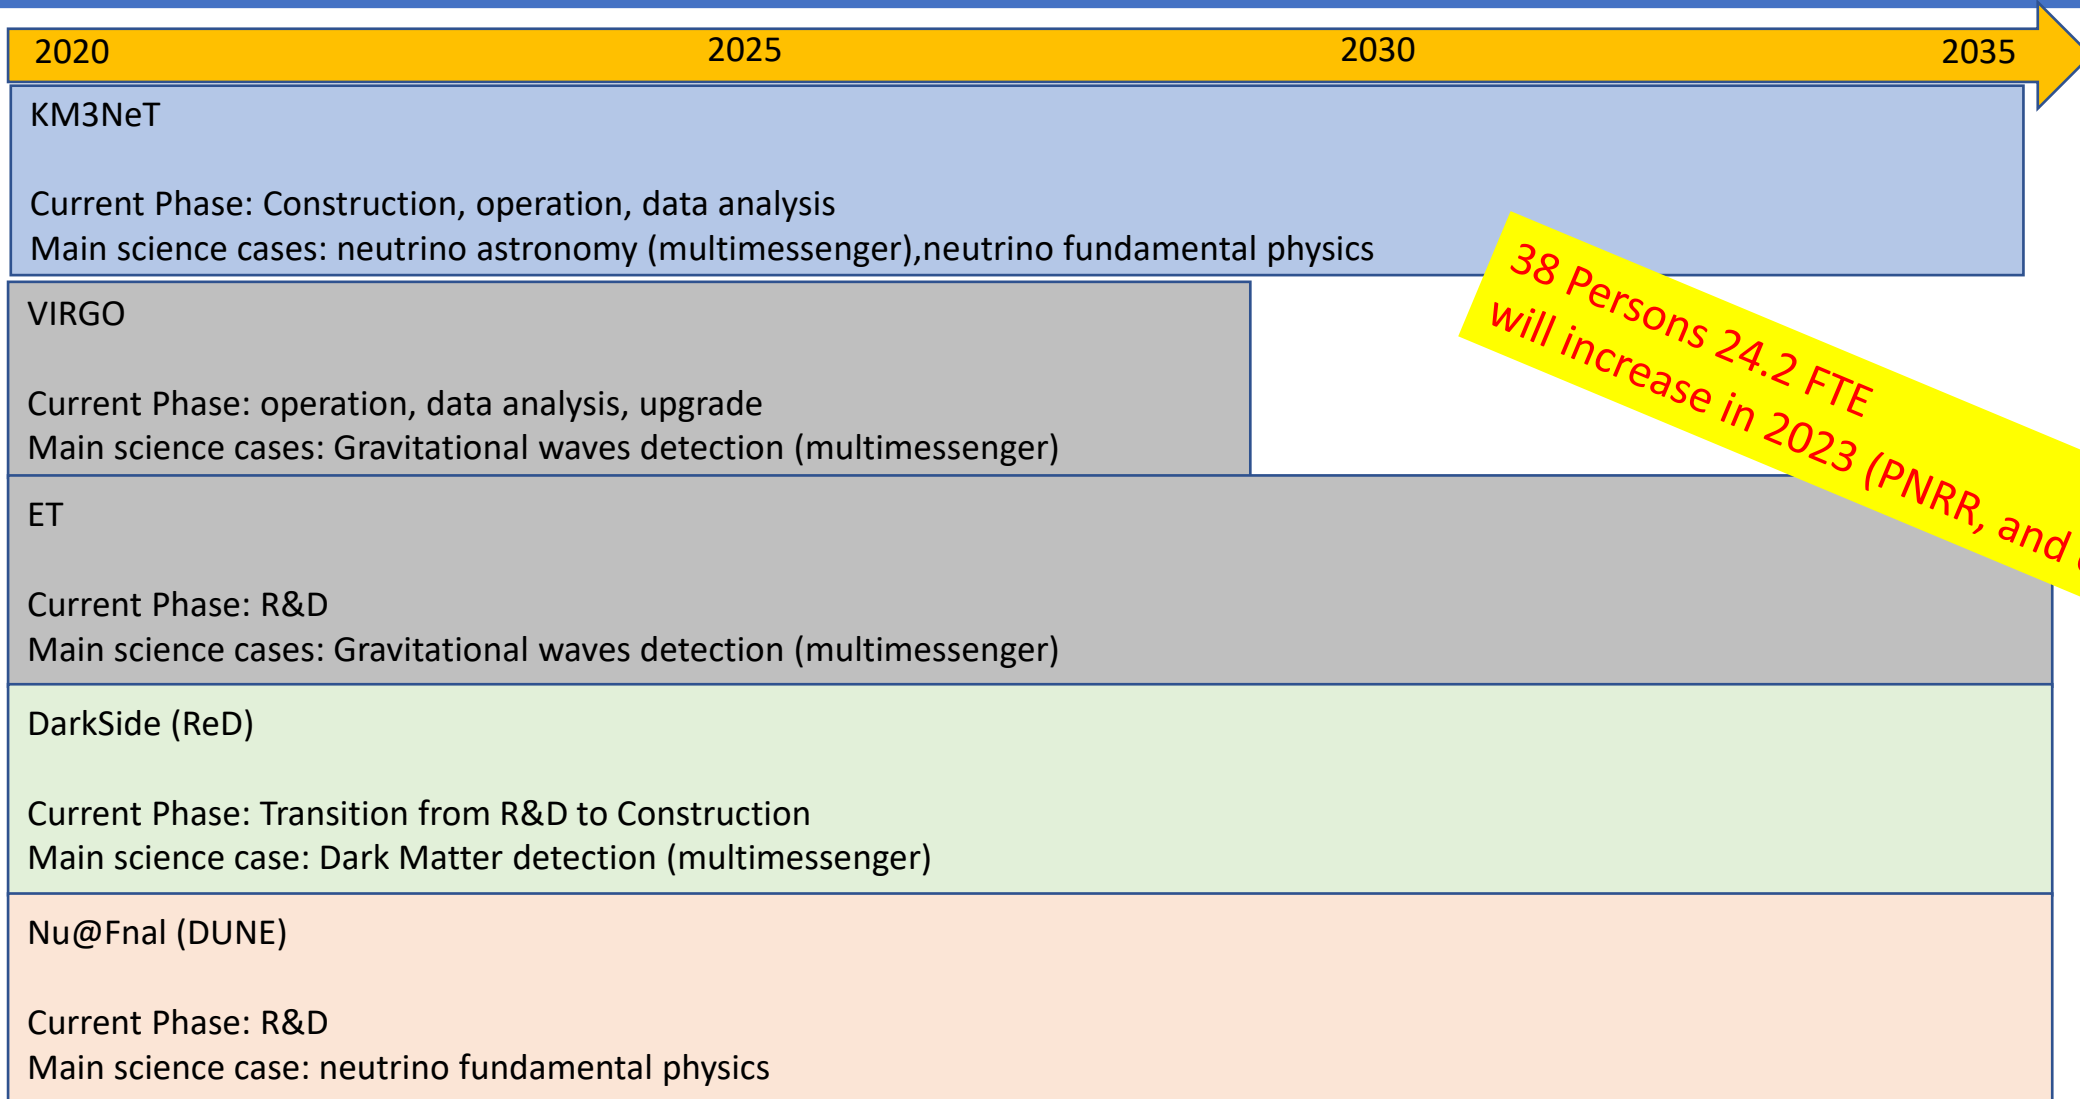 2020 2025 2030 2035
KM3NeT
Current Phase: Construction, operation, data analysis
Main science cases: neutrino astronomy (multimessenger),neutrino fundamental physics
38 Persons 24.2 FTE
will increase in 2023 (PNRR, and
VIRGO
Current Phase: operation, data analysis, upgrade
Main science cases: Gravitational waves detection (multimessenger)
ET
Current Phase: R&D
Main science cases: Gravitational waves detection (multimessenger)
DarkSide (ReD)
Current Phase: Transition from R&D to Construction
Main science case: Dark Matter detection (multimessenger)
Nu@Fnal (DUNE)
Current Phase: R&D
Main science case: neutrino fundamental physics